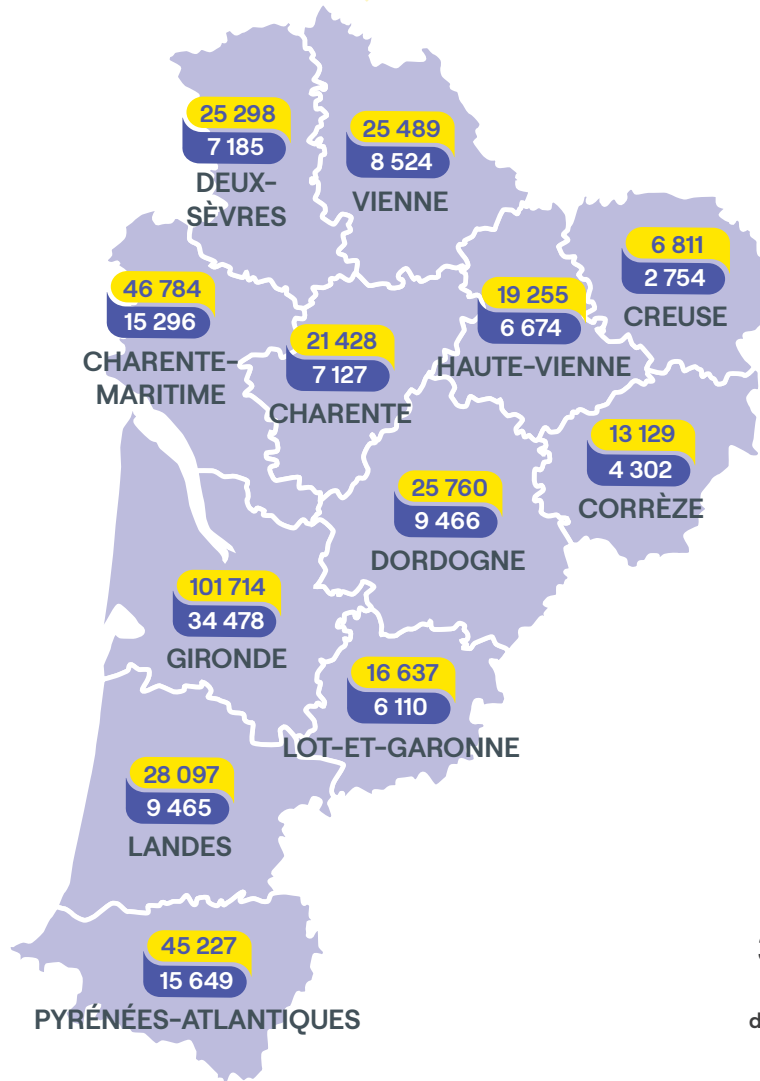 25 298
7 185
DEUX-
SÈVRES
25 489
8 524
VIENNE
6 811
2 754
CREUSE
46 784
15 296
CHARENTE-
MARITIME
19 255
6 674
HAUTE-VIENNE
21 428
7 127
CHARENTE
13 129
4 302
CORRÈZE
25 760
9 466
DORDOGNE
101 714
34 478
GIRONDE
16 637
6 110
LOT-ET-GARONNE
28 097
9 465
LANDES
45 227
15 649
PYRÉNÉES-ATLANTIQUES
d